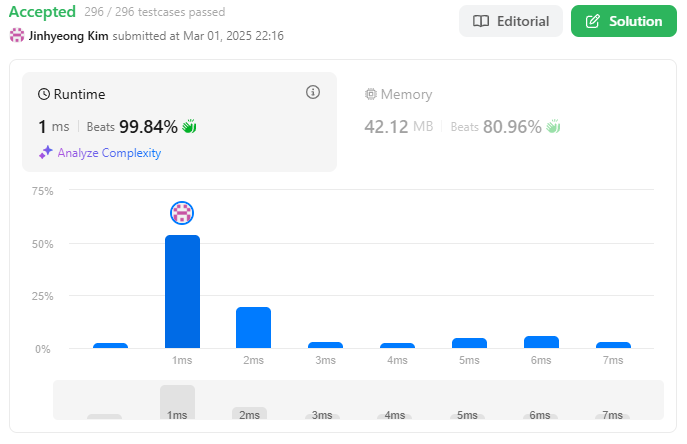 Accepted 296 / 296 testcases passed
Editorial
Solution
Jinhyeong Kim submitted at Mar 01, 2025 22:16
Runtime
1 ms Beats 99.84%
Analyze Complexity
Memory
42.12 MB Beats 80.96%
75%
50%
25%
0%
1ms 2ms 3ms 4ms 5ms 6ms 7ms
1ms 2ms 3ms 4ms 5ms 6ms 7ms